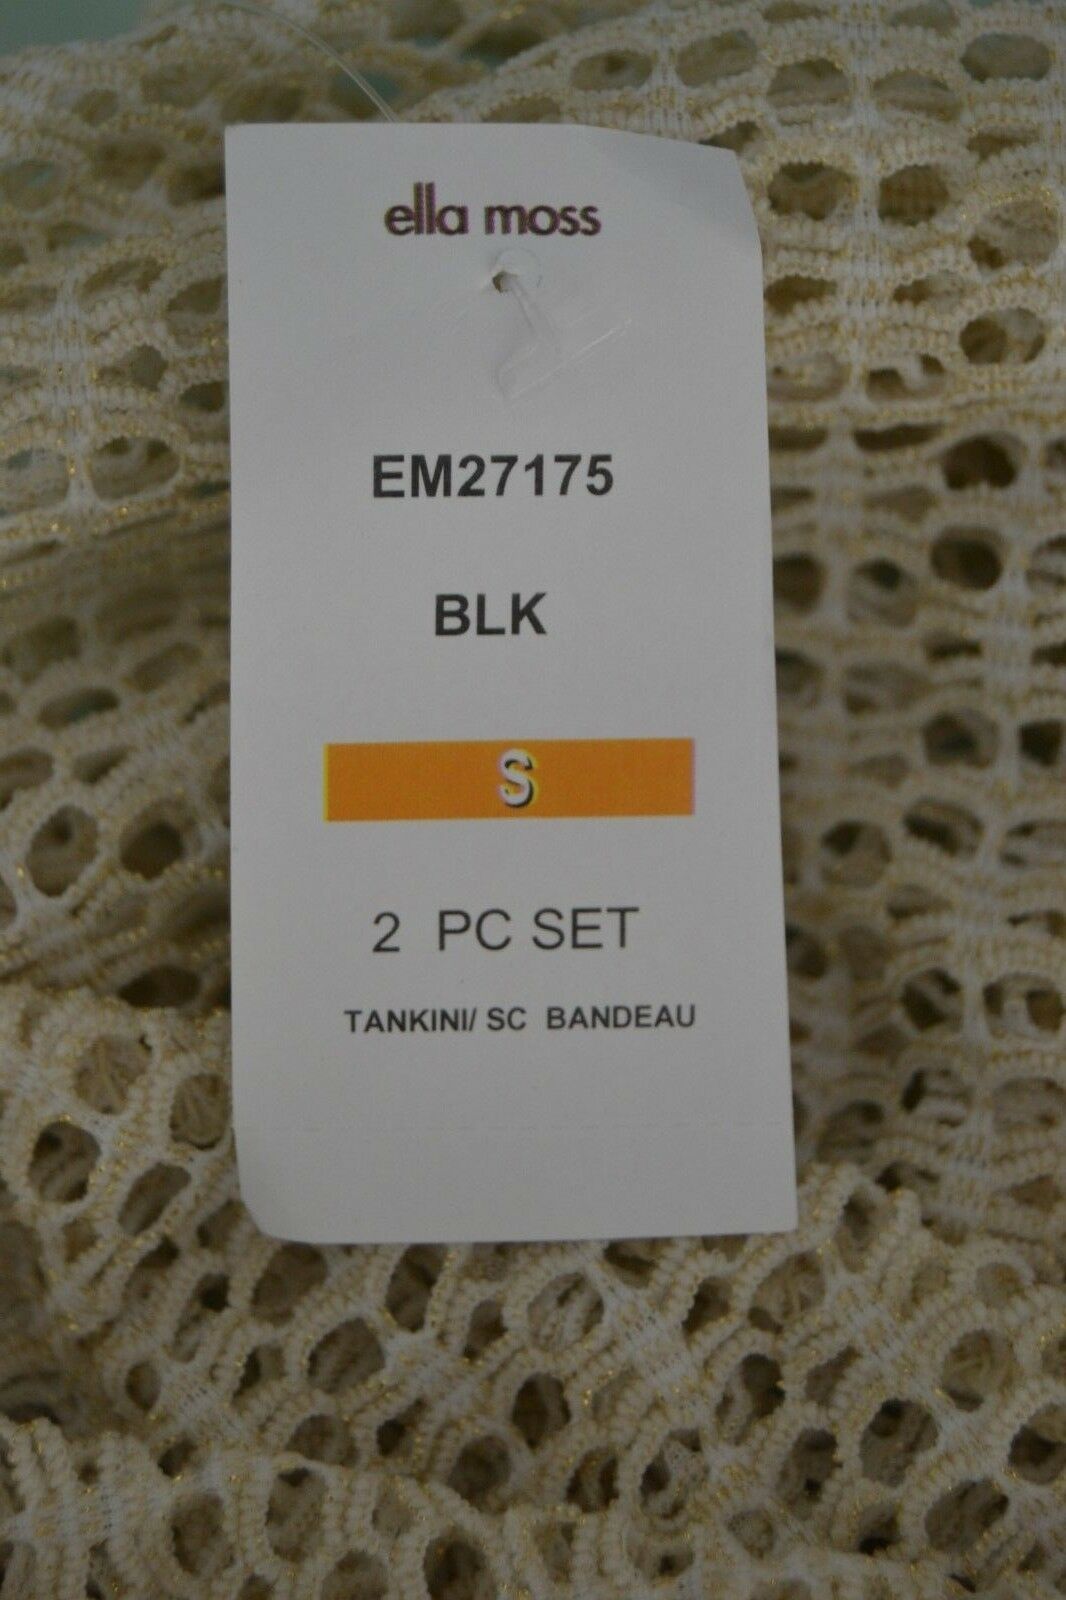 ella moss
EM27175
BLK
S
2 PC SET
TANKINI/ SC BANDEAU